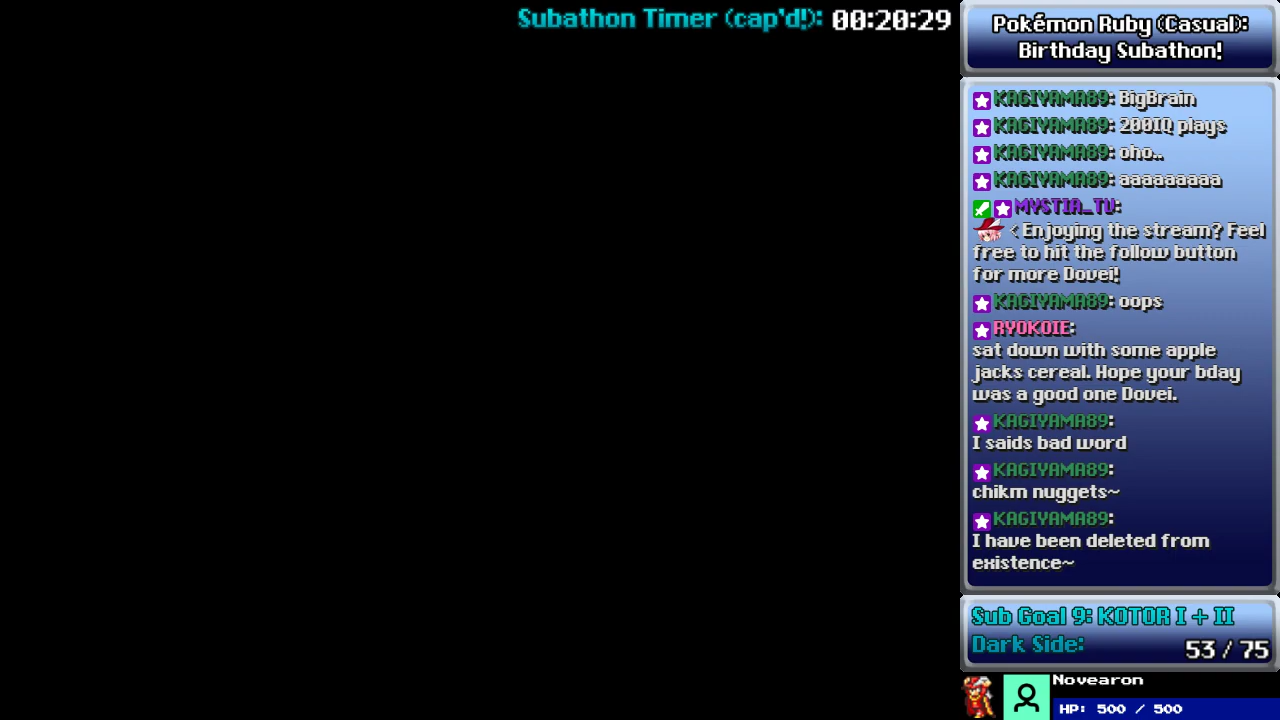 Subathon Timer (cap'd!): 00:20:29
Pokémon Ruby (Casual):
Birthday Subathon!
KAGIYAMA89: BigBrain
KAGIYAMA89: 200IQ plays
KAGIYAMA89: oho..
KAGIYAMA89: aaaaaaaaa
MYSTIA_TV:
< Enjoying the stream? Feel
free to hit the follow button
for more Dovei!
KAGIYAMA89: oops
RYOKOIE:
sat down with some apple
jacks cereal. Hope your bday
was a good one Dovei.
KAGIYAMA89:
I saids bad word
KAGIYAMA89:
chikm nuggets~
KAGIYAMA89:
I have been deleted from
existence~
Sub Goal 9: KOTOR I + II
Dark Side: 53 / 75
Novearon
HP: 500 / 500